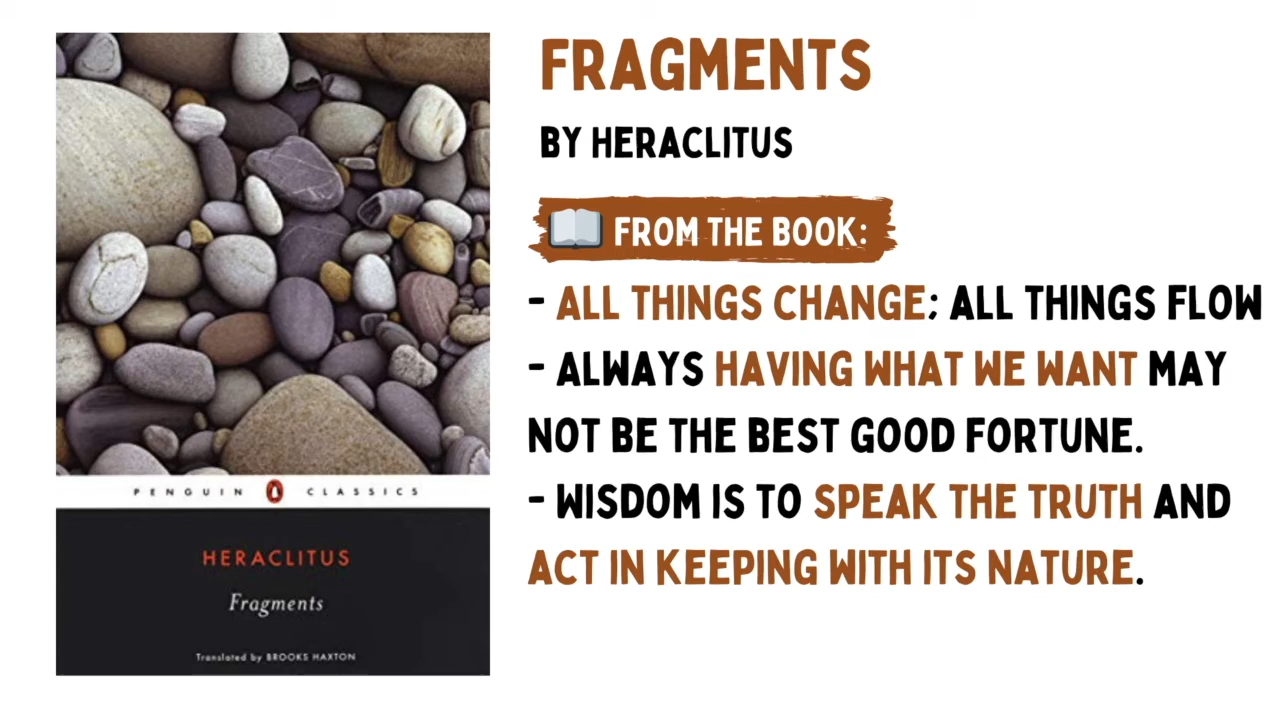 FRAGMENTS
BY HERACLITUS
FROM THE BOOK:
- ALL THINGS CHANGE; ALL THINGS FLOW
- ALWAYS HAVING WHAT WE WANT MAY
NOT BE THE BEST GOOD FORTUNE.
- WISDOM IS TO SPEAK THE TRUTH AND
ACT IN KEEPING WITH ITS NATURE.
PENGUIN CLASSICS
HERACLITUS
Fragments
Translated by BROOKS HAXTON